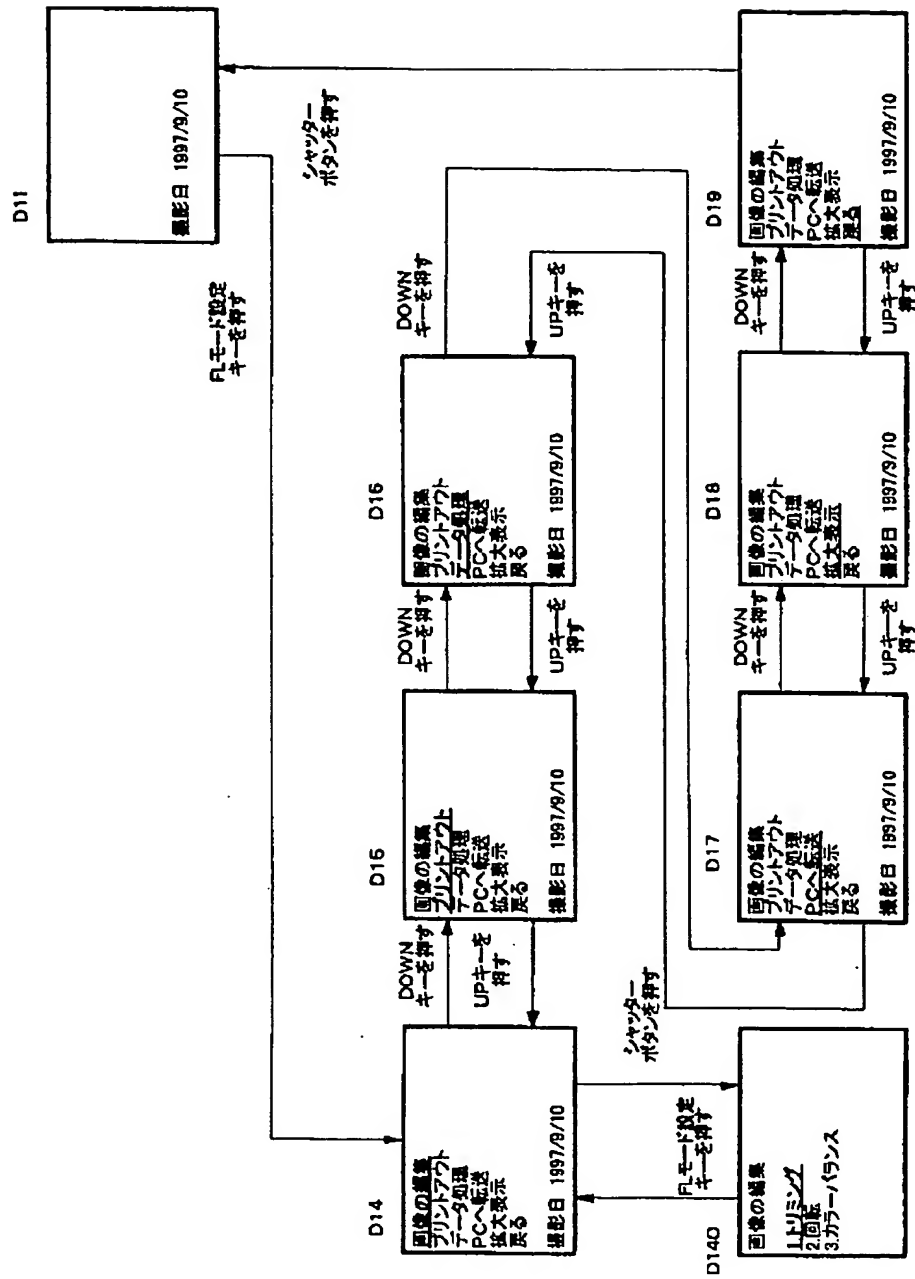 D11
撮影日 1997/9/10
FLモード設定
キーを押す
シャッター
ボタンを押す
D14
画像の編集
プリントアウト
データ処理
PCへ転送
拡大表示
戻る
撮影日 1997/9/10
DOWN
キーを押す
UPキーを
押す
D15
画像の編集
プリントアウト
データ処理
PCへ転送
拡大表示
戻る
撮影日 1997/9/10
DOWN
キーを押す
UPキーを
押す
D16
画像の編集
プリントアウト
データ処理
PCへ転送
拡大表示
戻る
撮影日 1997/9/10
DOWN
キーを押す
UPキーを
押す
D140
画像の編集
1.トリミング
2.回転
3.カラーバランス
FLモード設定
キーを押す
シャッター
ボタンを押す
D17
画像の編集
プリントアウト
データ処理
PCへ転送
拡大表示
戻る
撮影日 1997/9/10
DOWN
キーを押す
UPキーを
押す
D18
画像の編集
プリントアウト
データ処理
PCへ転送
拡大表示
戻る
撮影日 1997/9/10
DOWN
キーを押す
UPキーを
押す
D19
画像の編集
プリントアウト
データ処理
PCへ転送
拡大表示
戻る
撮影日 1997/9/10